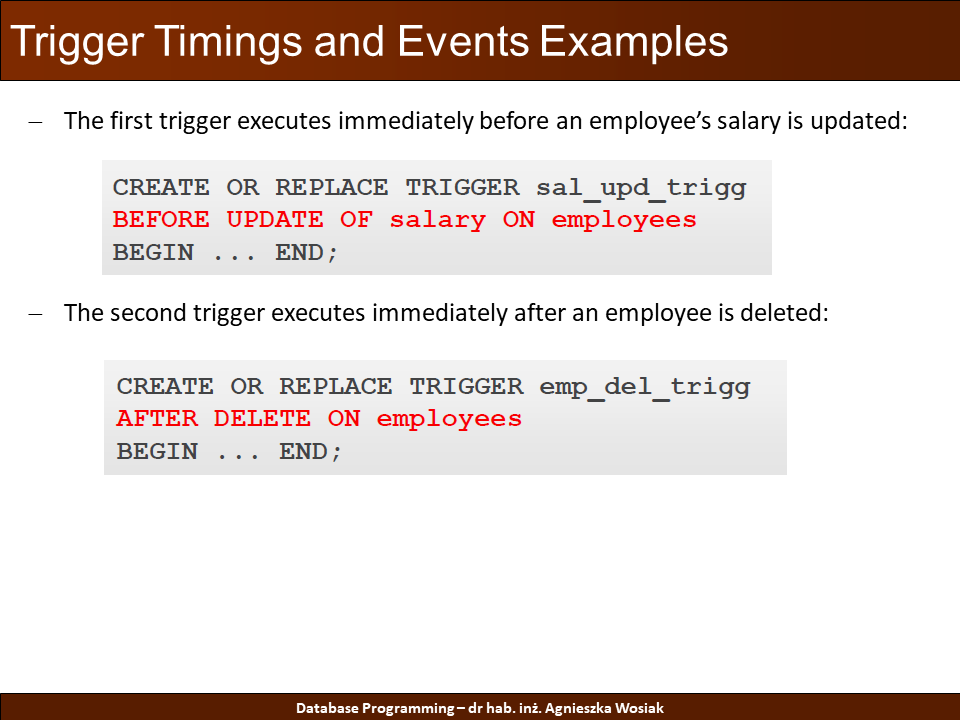 Trigger Timings and Events Examples
– The first trigger executes immediately before an employee’s salary is updated:
CREATE OR REPLACE TRIGGER sal_upd_trigg
BEFORE UPDATE OF salary ON employees
BEGIN ... END;
– The second trigger executes immediately after an employee is deleted:
CREATE OR REPLACE TRIGGER emp_del_trigg
AFTER DELETE ON employees
BEGIN ... END;
Database Programming – dr hab. inż. Agnieszka Wosiak